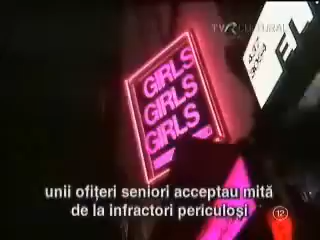 TVR CULTURAL
GIRLS
GIRLS
GIRLS
unii ofițeri seniori acceptau mită
de la infractori periculoși
12